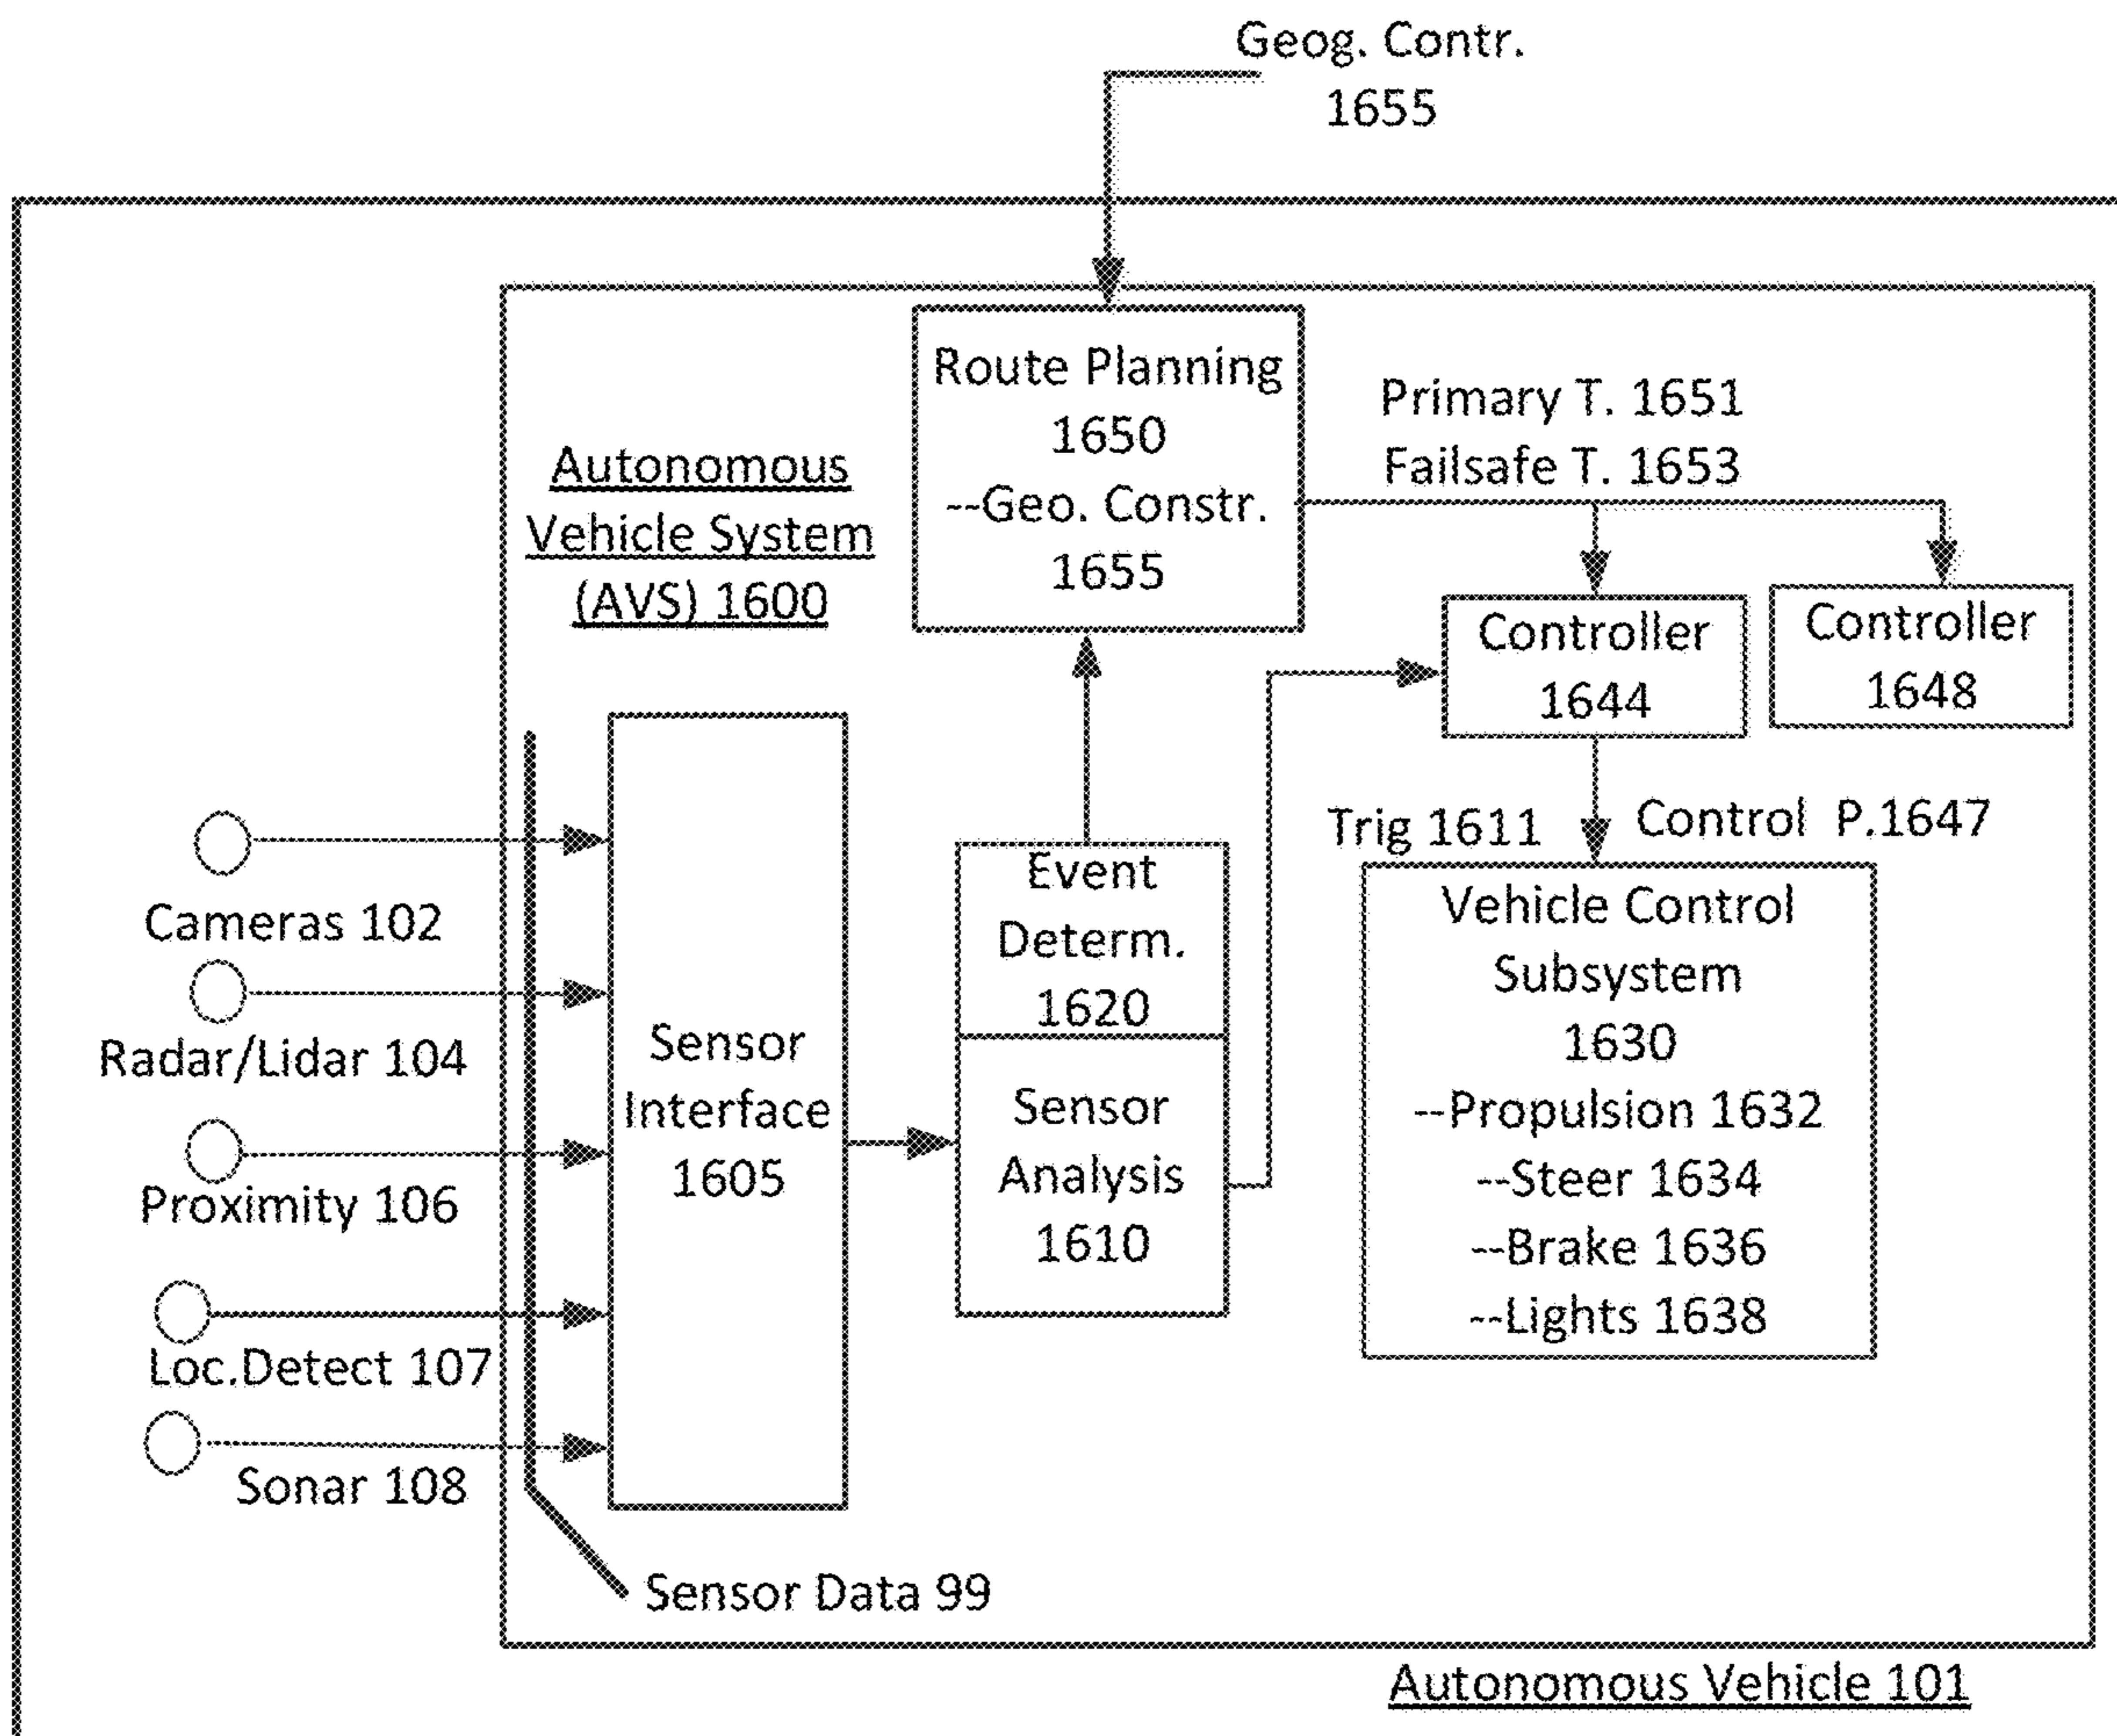 Geog. Contr.
1655
Route Planning
1650
--Geo. Constr.
1655
Primary T. 1651
Failsafe T. 1653
Autonomous
Vehicle System
(AVS) 1600
Controller
1644
Controller
1648
Trig 1611
Control P.1647
Cameras 102
Radar/Lidar 104
Proximity 106
Loc.Detect 107
Sonar 108
Sensor
Interface
1605
Event
Determ.
1620
Sensor
Analysis
1610
Vehicle Control
Subsystem
1630
--Propulsion 1632
--Steer 1634
--Brake 1636
--Lights 1638
Sensor Data 99
Autonomous Vehicle 101